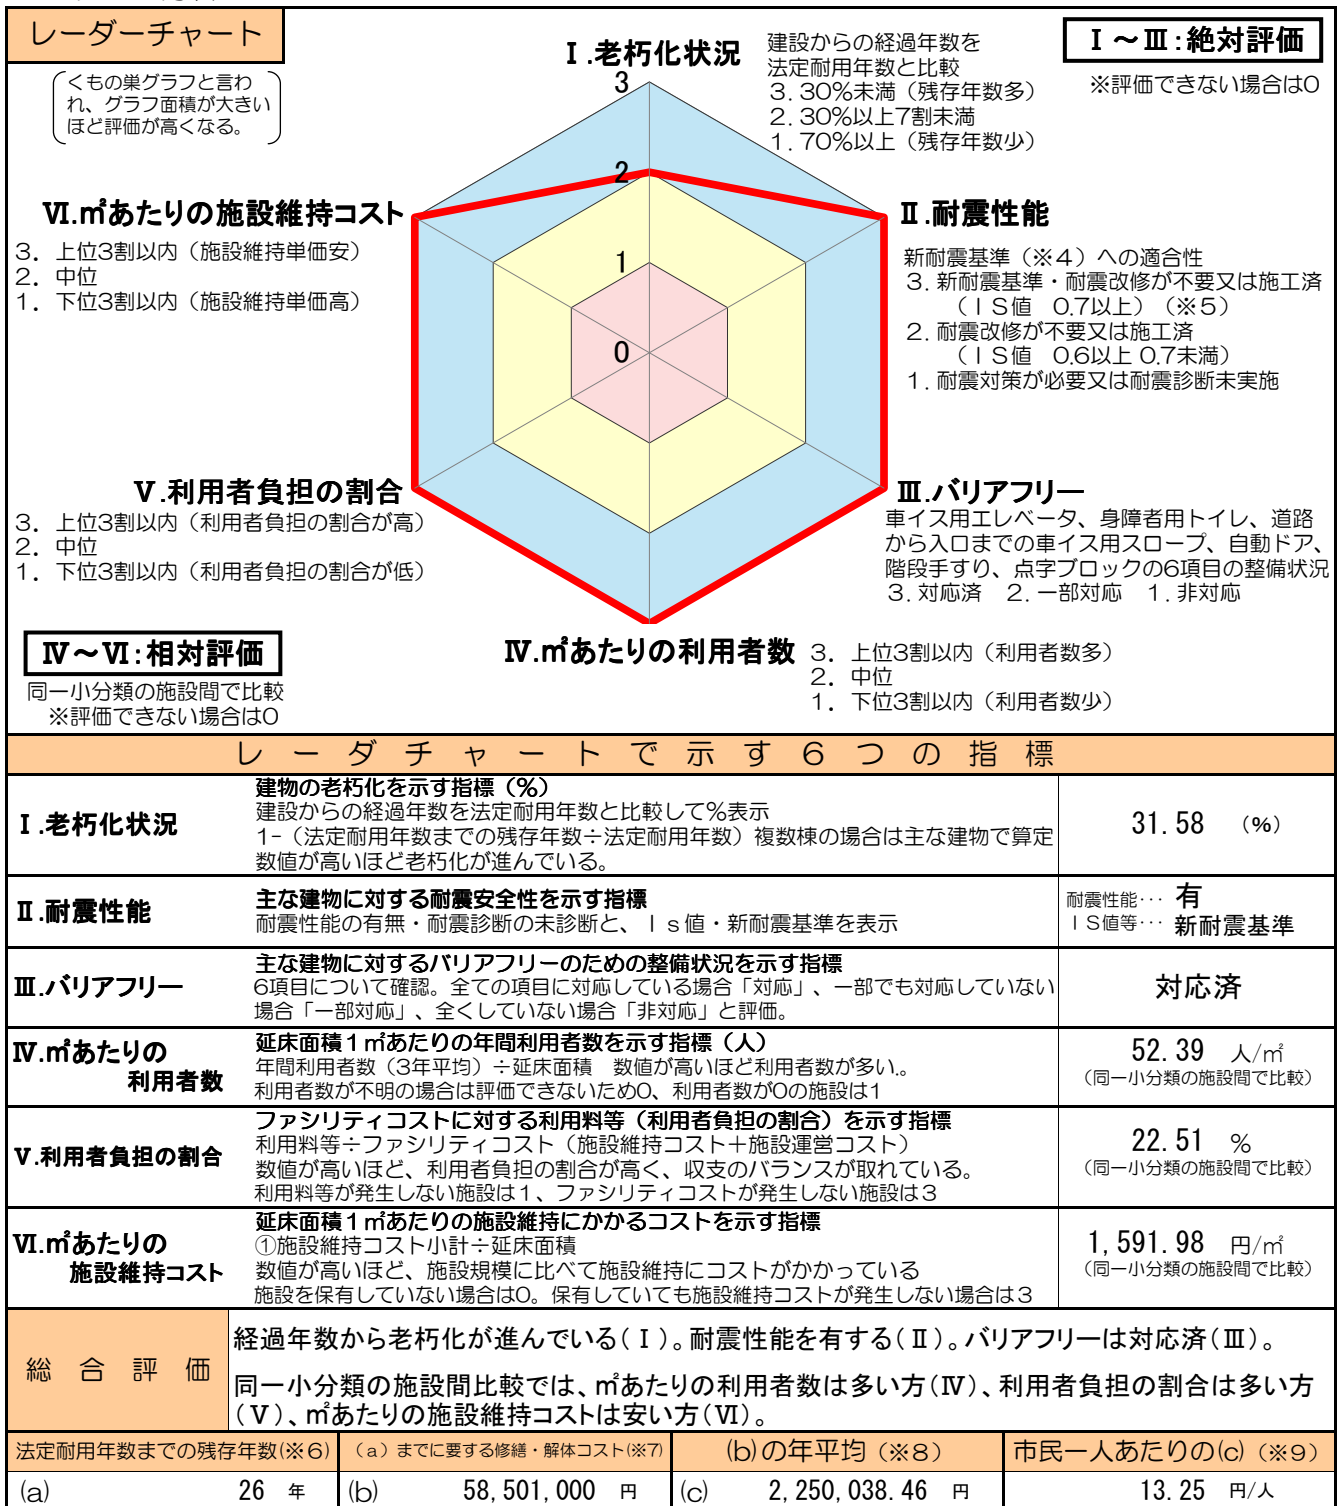 レーダーチャート
くもの巣グラフと言わ
れ、グラフ面積が大きい
ほど評価が高くなる。
Ⅰ～Ⅲ:絶対評価
※評価できない場合は0
Ⅰ.老朽化状況
建設からの経過年数を
法定耐用年数と比較
3. 30%未満（残存年数多）
2. 30%以上7割未満
1. 70%以上（残存年数少）
3
2
1
0
Ⅵ.㎡あたりの施設維持コスト
3. 上位3割以内（施設維持単価安）
2. 中位
1. 下位3割以内（施設維持単価高）
Ⅱ.耐震性能
新耐震基準（※４）への適合性
3. 新耐震基準・耐震改修が不要又は施工済
（ＩＳ値 0.7以上）（※５）
2. 耐震改修が不要又は施工済
（ＩＳ値 0.6以上 0.7未満）
1. 耐震対策が必要又は耐震診断未実施
Ⅴ.利用者負担の割合
3. 上位3割以内（利用者負担の割合が高）
2. 中位
1. 下位3割以内（利用者負担の割合が低）
Ⅲ.バリアフリー
車イス用エレベータ、身障者用トイレ、道路
から入口までの車イス用スロープ、自動ドア、
階段手すり、点字ブロックの6項目の整備状況
3. 対応済 2. 一部対応 1. 非対応
Ⅳ～Ⅵ:相対評価
同一小分類の施設間で比較
※評価できない場合は0
Ⅳ.㎡あたりの利用者数
3. 上位3割以内（利用者数多）
2. 中位
1. 下位3割以内（利用者数少）
レーダチャートで示す６つの指標
Ⅰ.老朽化状況
建物の老朽化を示す指標（％）
建設からの経過年数を法定耐用年数と比較して%表示
1-（法定耐用年数までの残存年数÷法定耐用年数）複数棟の場合は主な建物で算定
数値が高いほど老朽化が進んでいる。
31.58 （%）
Ⅱ.耐震性能
主な建物に対する耐震安全性を示す指標
耐震性能の有無・耐震診断の未診断と、Ｉｓ値・新耐震基準を表示
耐震性能… 有
ＩＳ値等… 新耐震基準
Ⅲ.バリアフリー
主な建物に対するバリアフリーのための整備状況を示す指標
6項目について確認。全ての項目に対応している場合「対応」、一部でも対応していない
場合「一部対応」、全くしていない場合「非対応」と評価。
対応済
Ⅳ.㎡あたりの
利用者数
延床面積１㎡あたりの年間利用者数を示す指標（人）
年間利用者数（3年平均）÷延床面積 数値が高いほど利用者数が多い。
利用者数が不明の場合は評価できないため0、利用者数が0の施設は1
52.39 人/㎡
（同一小分類の施設間で比較）
Ⅴ.利用者負担の割合
ファシリティコストに対する利用料等（利用者負担の割合）を示す指標
利用料等÷ファシリティコスト（施設維持コスト＋施設運営コスト）
数値が高いほど、利用者負担の割合が高く、収支のバランスが取れている。
利用料等が発生しない施設は１、ファシリティコストが発生しない施設は３
22.51 %
（同一小分類の施設間で比較）
Ⅵ.㎡あたりの
施設維持コスト
延床面積１㎡あたりの施設維持にかかるコストを示す指標
①施設維持コスト小計÷延床面積
数値が高いほど、施設規模に比べて施設維持にコストがかかっている
施設を保有していない場合は0。保有していても施設維持コストが発生しない場合は３
1,591.98 円/㎡
（同一小分類の施設間で比較）
総合評価
経過年数から老朽化が進んでいる(Ⅰ)。耐震性能を有する(Ⅱ)。バリアフリーは対応済(Ⅲ)。
同一小分類の施設間比較では、㎡あたりの利用者数は多い方(Ⅳ)、利用者負担の割合は多い方
(Ⅴ)、㎡あたりの施設維持コストは安い方(Ⅵ)。
法定耐用年数までの残存年数(※６) （a）までに要する修繕・解体コスト(※7) (b)の年平均（※８） 市民一人あたりの(c)（※９）
(a) 26 年 (b) 58,501,000 円 (c) 2,250,038.46 円 13.25 円/人